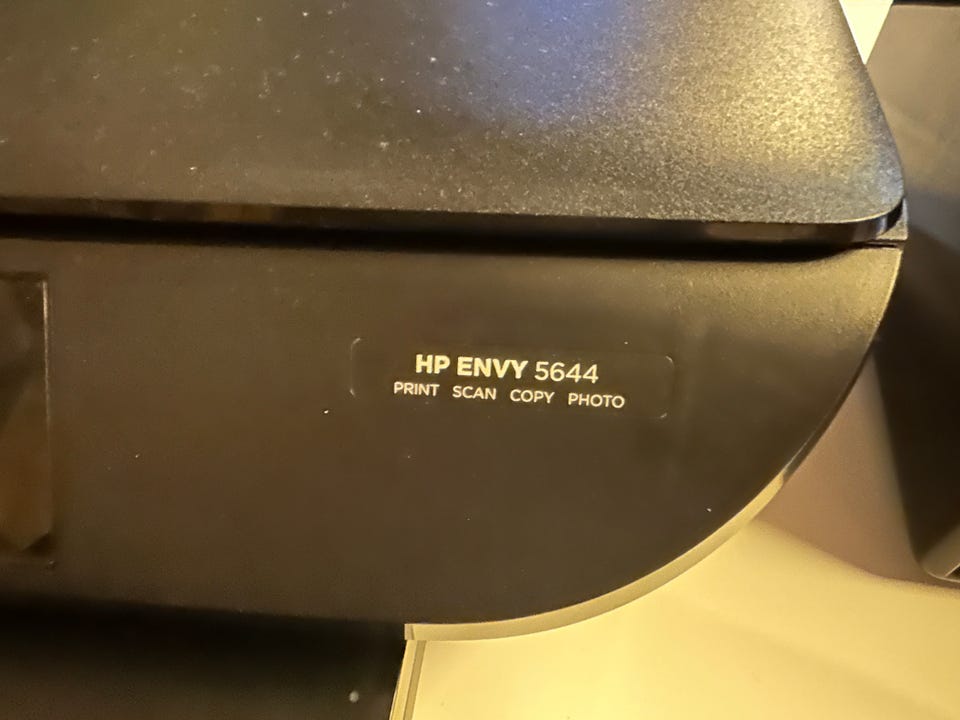 HP ENVY 5644
PRINT SCAN COPY PHOTO